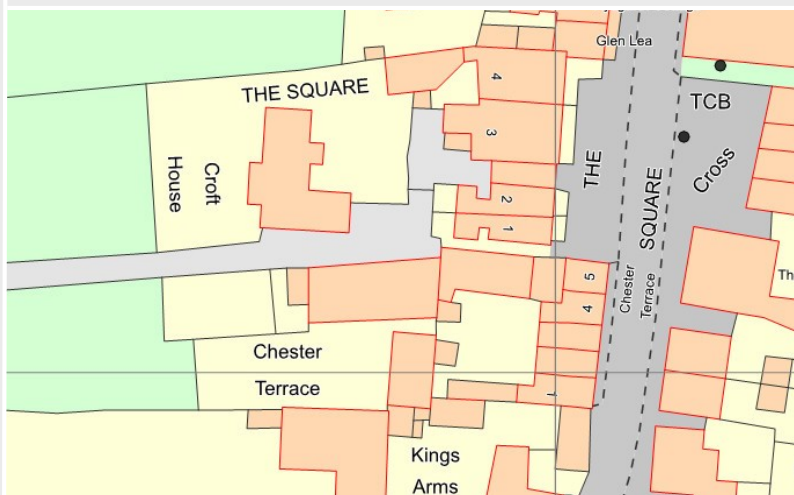 Glen Lea
THE SQUARE
4
TCB
3
THE
SQUARE
Cross
House
Croft
2
1
5
Chester
Terrace
4
Th
Chester
Terrace
1
Kings
Arms